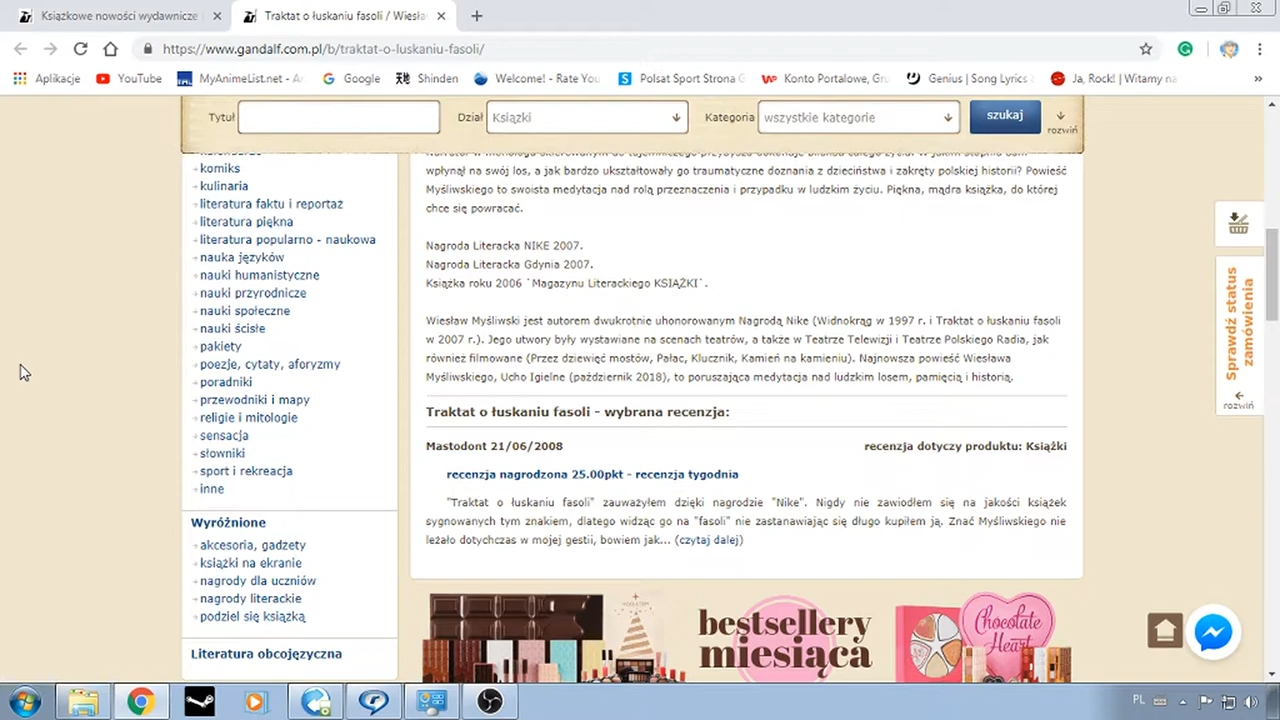 Książkowe nowości wydawnicze
Traktat o łuskaniu fasoli / Wiesła
https://www.gandalf.com.pl/b/traktat-o-luskaniu-fasoli/
Aplikacje
YouTube
MyAnimeList.net - An
Google
Shinden
Welcome! - Rate You
Polsat Sport Strona G
Konto Portalowe, Gr
Genius | Song Lyrics
Ja, Rock! | Witamy na
»
Tytuł
Dział
Książki
Kategoria
wszystkie kategorie
szukaj
rozwiń
komiks
kulinaria
literatura faktu i reportaż
literatura piękna
literatura popularno - naukowa
nauka języków
nauki humanistyczne
nauki przyrodnicze
nauki społeczne
nauki ścisłe
pakiety
poezje, cytaty, aforyzmy
poradniki
przewodniki i mapy
religie i mitologie
sensacja
słowniki
sport i rekreacja
inne
Wyróżnione
akcesoria, gadżety
książki na ekranie
nagrody dla uczniów
nagrody literackie
podziel się książką
Literatura obcojęzyczna
wpłynął na swój los, a jak bardzo ukształtowały go traumatyczne doznania z dzieciństwa i zakręty polskiej historii? Powieść
Myśliwskiego to swoista medytacja nad rolą przeznaczenia i przypadku w ludzkim życiu. Piękna, mądra książka, do której
chce się powracać.
Nagroda Literacka NIKE 2007.
Nagroda Literacka Gdynia 2007.
Książka roku 2006 `Magazynu Literackiego KSIĄŻKI`.
Wiesław Myśliwski jest autorem dwukrotnie uhonorowanym Nagrodą Nike (Widnokrąg w 1997 r. i Traktat o łuskaniu fasoli
w 2007 r.). Jego utwory były wystawiane na scenach teatrów, a także w Teatrze Telewizji i Teatrze Polskiego Radia, jak
również filmowane (Przez dziewięć mostów, Pałac, Klucznik, Kamień na kamieniu). Najnowsza powieść Wiesława
Myśliwskiego, Ucho Igielne (październik 2018), to poruszająca medytacja nad ludzkim losem, pamięcią i historią.
Traktat o łuskaniu fasoli - wybrana recenzja:
Mastodont 21/06/2008
recenzja dotyczy produktu: Książki
recenzja nagrodzona 25.00pkt - recenzja tygodnia
"Traktat o łuskaniu fasoli" zauważyłem dzięki nagrodzie "Nike". Nigdy nie zawiodłem się na jakości książek
sygnowanych tym znakiem, dlatego widząc go na "fasoli" nie zastanawiając się długo kupiłem ją. Znać Myśliwskiego nie
leżało dotychczas w mojej gestii, bowiem jak... (czytaj dalej)
bestsellery
miesiąca
Chocolate
Heart
Sprawdź status
zamówienia
rozwiń
PL